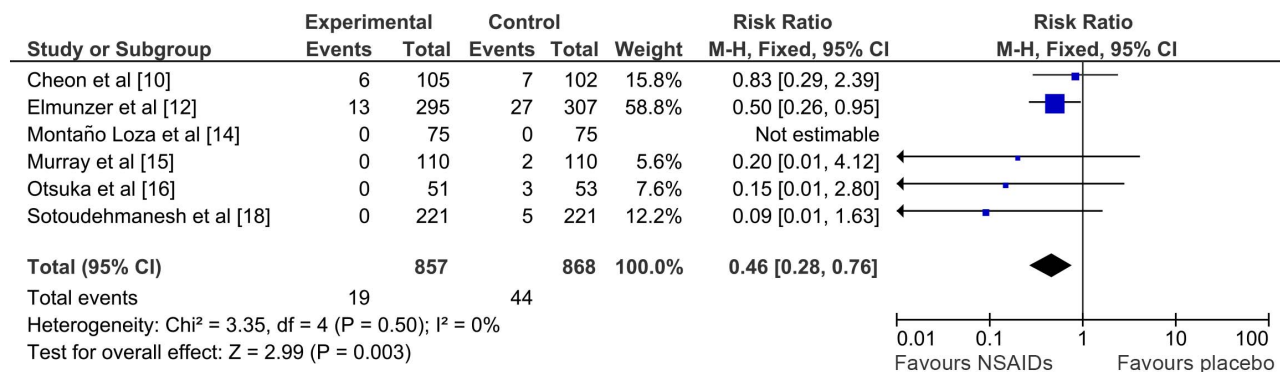 Experimental Control Risk Ratio Risk Ratio
Study or Subgroup Events Total Events Total Weight M-H, Fixed, 95% CI M-H, Fixed, 95% CI
Cheon et al [10] 6 105 7 102 15.8% 0.83 [0.29, 2.39]
Elmunzer et al [12] 13 295 27 307 58.8% 0.50 [0.26, 0.95]
Montaño Loza et al [14] 0 75 0 75 Not estimable
Murray et al [15] 0 110 2 110 5.6% 0.20 [0.01, 4.12]
Otsuka et al [16] 0 51 3 53 7.6% 0.15 [0.01, 2.80]
Sotoudehmanesh et al [18] 0 221 5 221 12.2% 0.09 [0.01, 1.63]
Total (95% CI) 857 868 100.0% 0.46 [0.28, 0.76]
Total events 19 44
Heterogeneity: Chi² = 3.35, df = 4 (P = 0.50); I² = 0%
Test for overall effect: Z = 2.99 (P = 0.003)
0.01 0.1 1 10 100
Favours NSAIDs Favours placebo